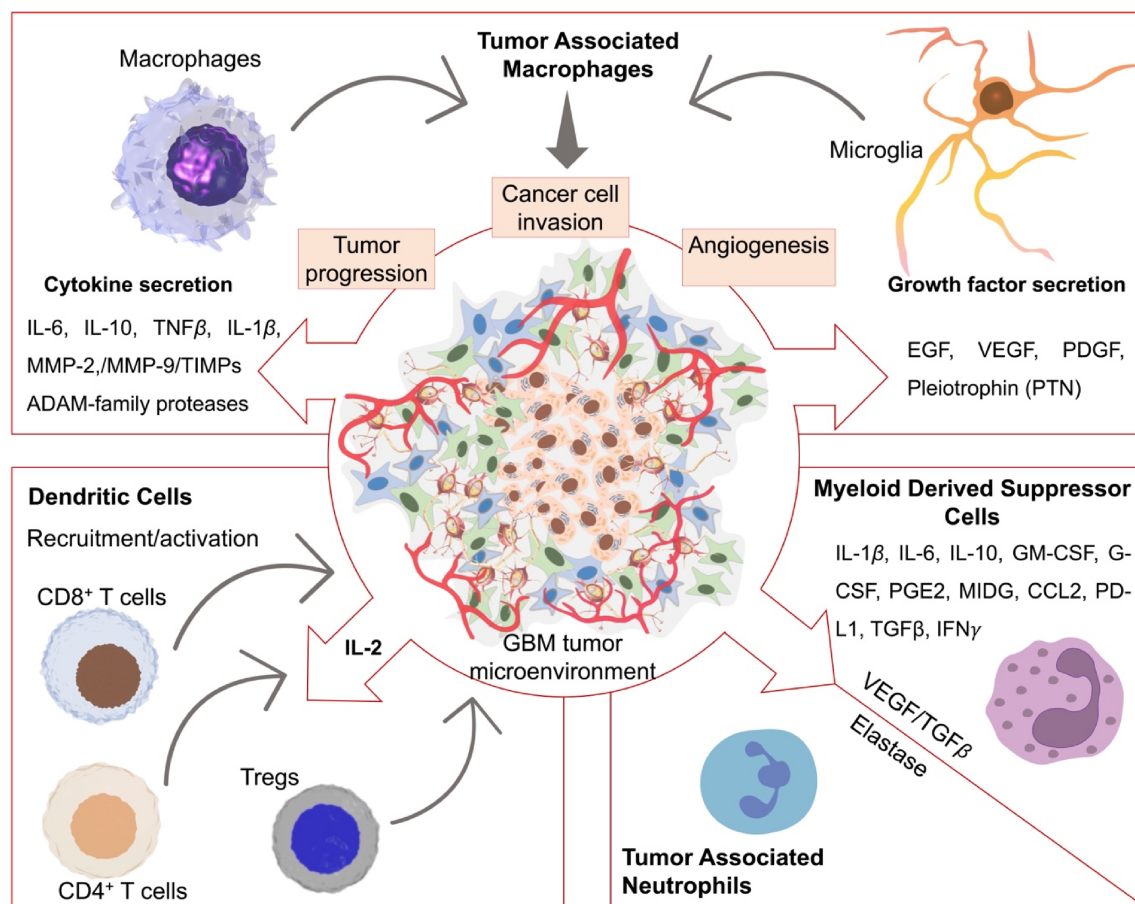 Macrophages
Tumor Associated
Macrophages
Microglia
Cancer cell
invasion
Tumor
progression
Angiogenesis
Cytokine secretion
IL-6, IL-10, TNFβ, IL-1β,
MMP-2,/MMP-9/TIMPs
ADAM-family proteases
Growth factor secretion
EGF, VEGF, PDGF,
Pleiotrophin (PTN)
Dendritic Cells
Recruitment/activation
CD8⁺ T cells
IL-2
GBM tumor
microenvironment
Tregs
CD4⁺ T cells
Myeloid Derived Suppressor
Cells
IL-1β, IL-6, IL-10, GM-CSF, G-
CSF, PGE2, MIDG, CCL2, PD-
L1, TGFβ, IFNγ
VEGF/TGFβ
Elastase
Tumor Associated
Neutrophils